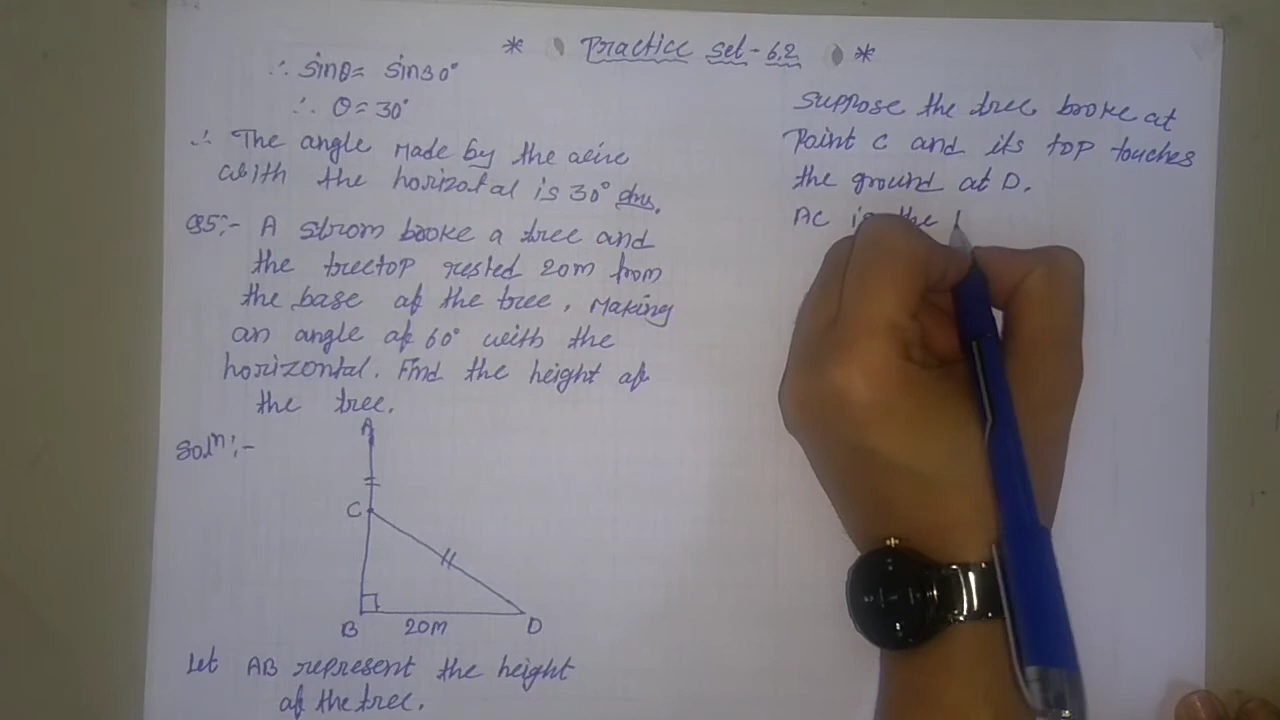 * Practice Set-6.2 *
∴ sinθ= sin30°
∴ θ=30°
∴ The angle made by the wire
with the horizotal is 30° Ans.
Q5:- A strom broke a tree and
the treetop rested 20m from
the base of the tree, Making
an angle of 60° with the
horizontal. Find the height of
the tree.
Solⁿ:-
A
C
B 20m D
Let AB represent the height
of the tree.
Suppose the tree broke at
Point C and its top touches
the ground at D.
AC is the